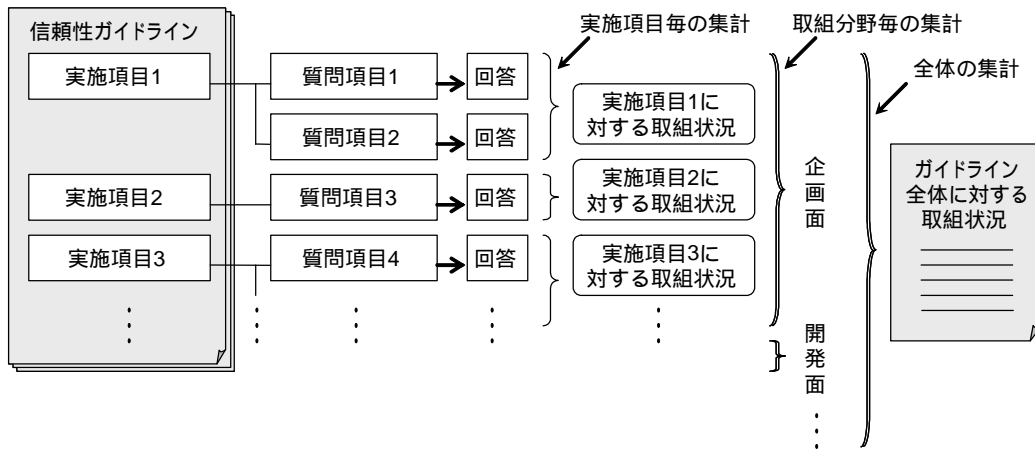 信頼性ガイドライン
実施項目毎の集計
取組分野毎の集計
全体の集計
実施項目1
質問項目1
回答
実施項目1に
対する取組状況
質問項目2
回答
実施項目2
質問項目3
回答
実施項目2に
対する取組状況
実施項目3
質問項目4
回答
実施項目3に
対する取組状況
企画面
開発面
ガイドライン
全体に対する
取組状況